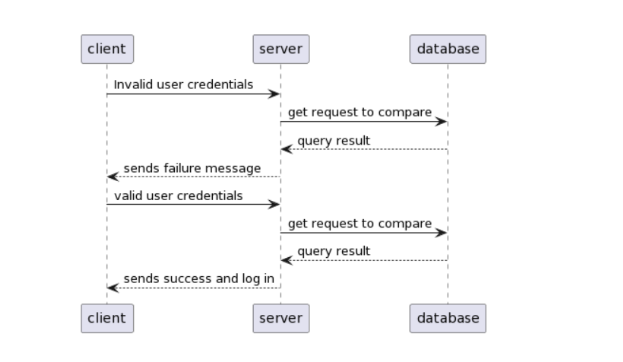 client server database
Invalid user credentials
get request to compare
query result
sends failure message
valid user credentials
get request to compare
query result
sends success and log in
client server database